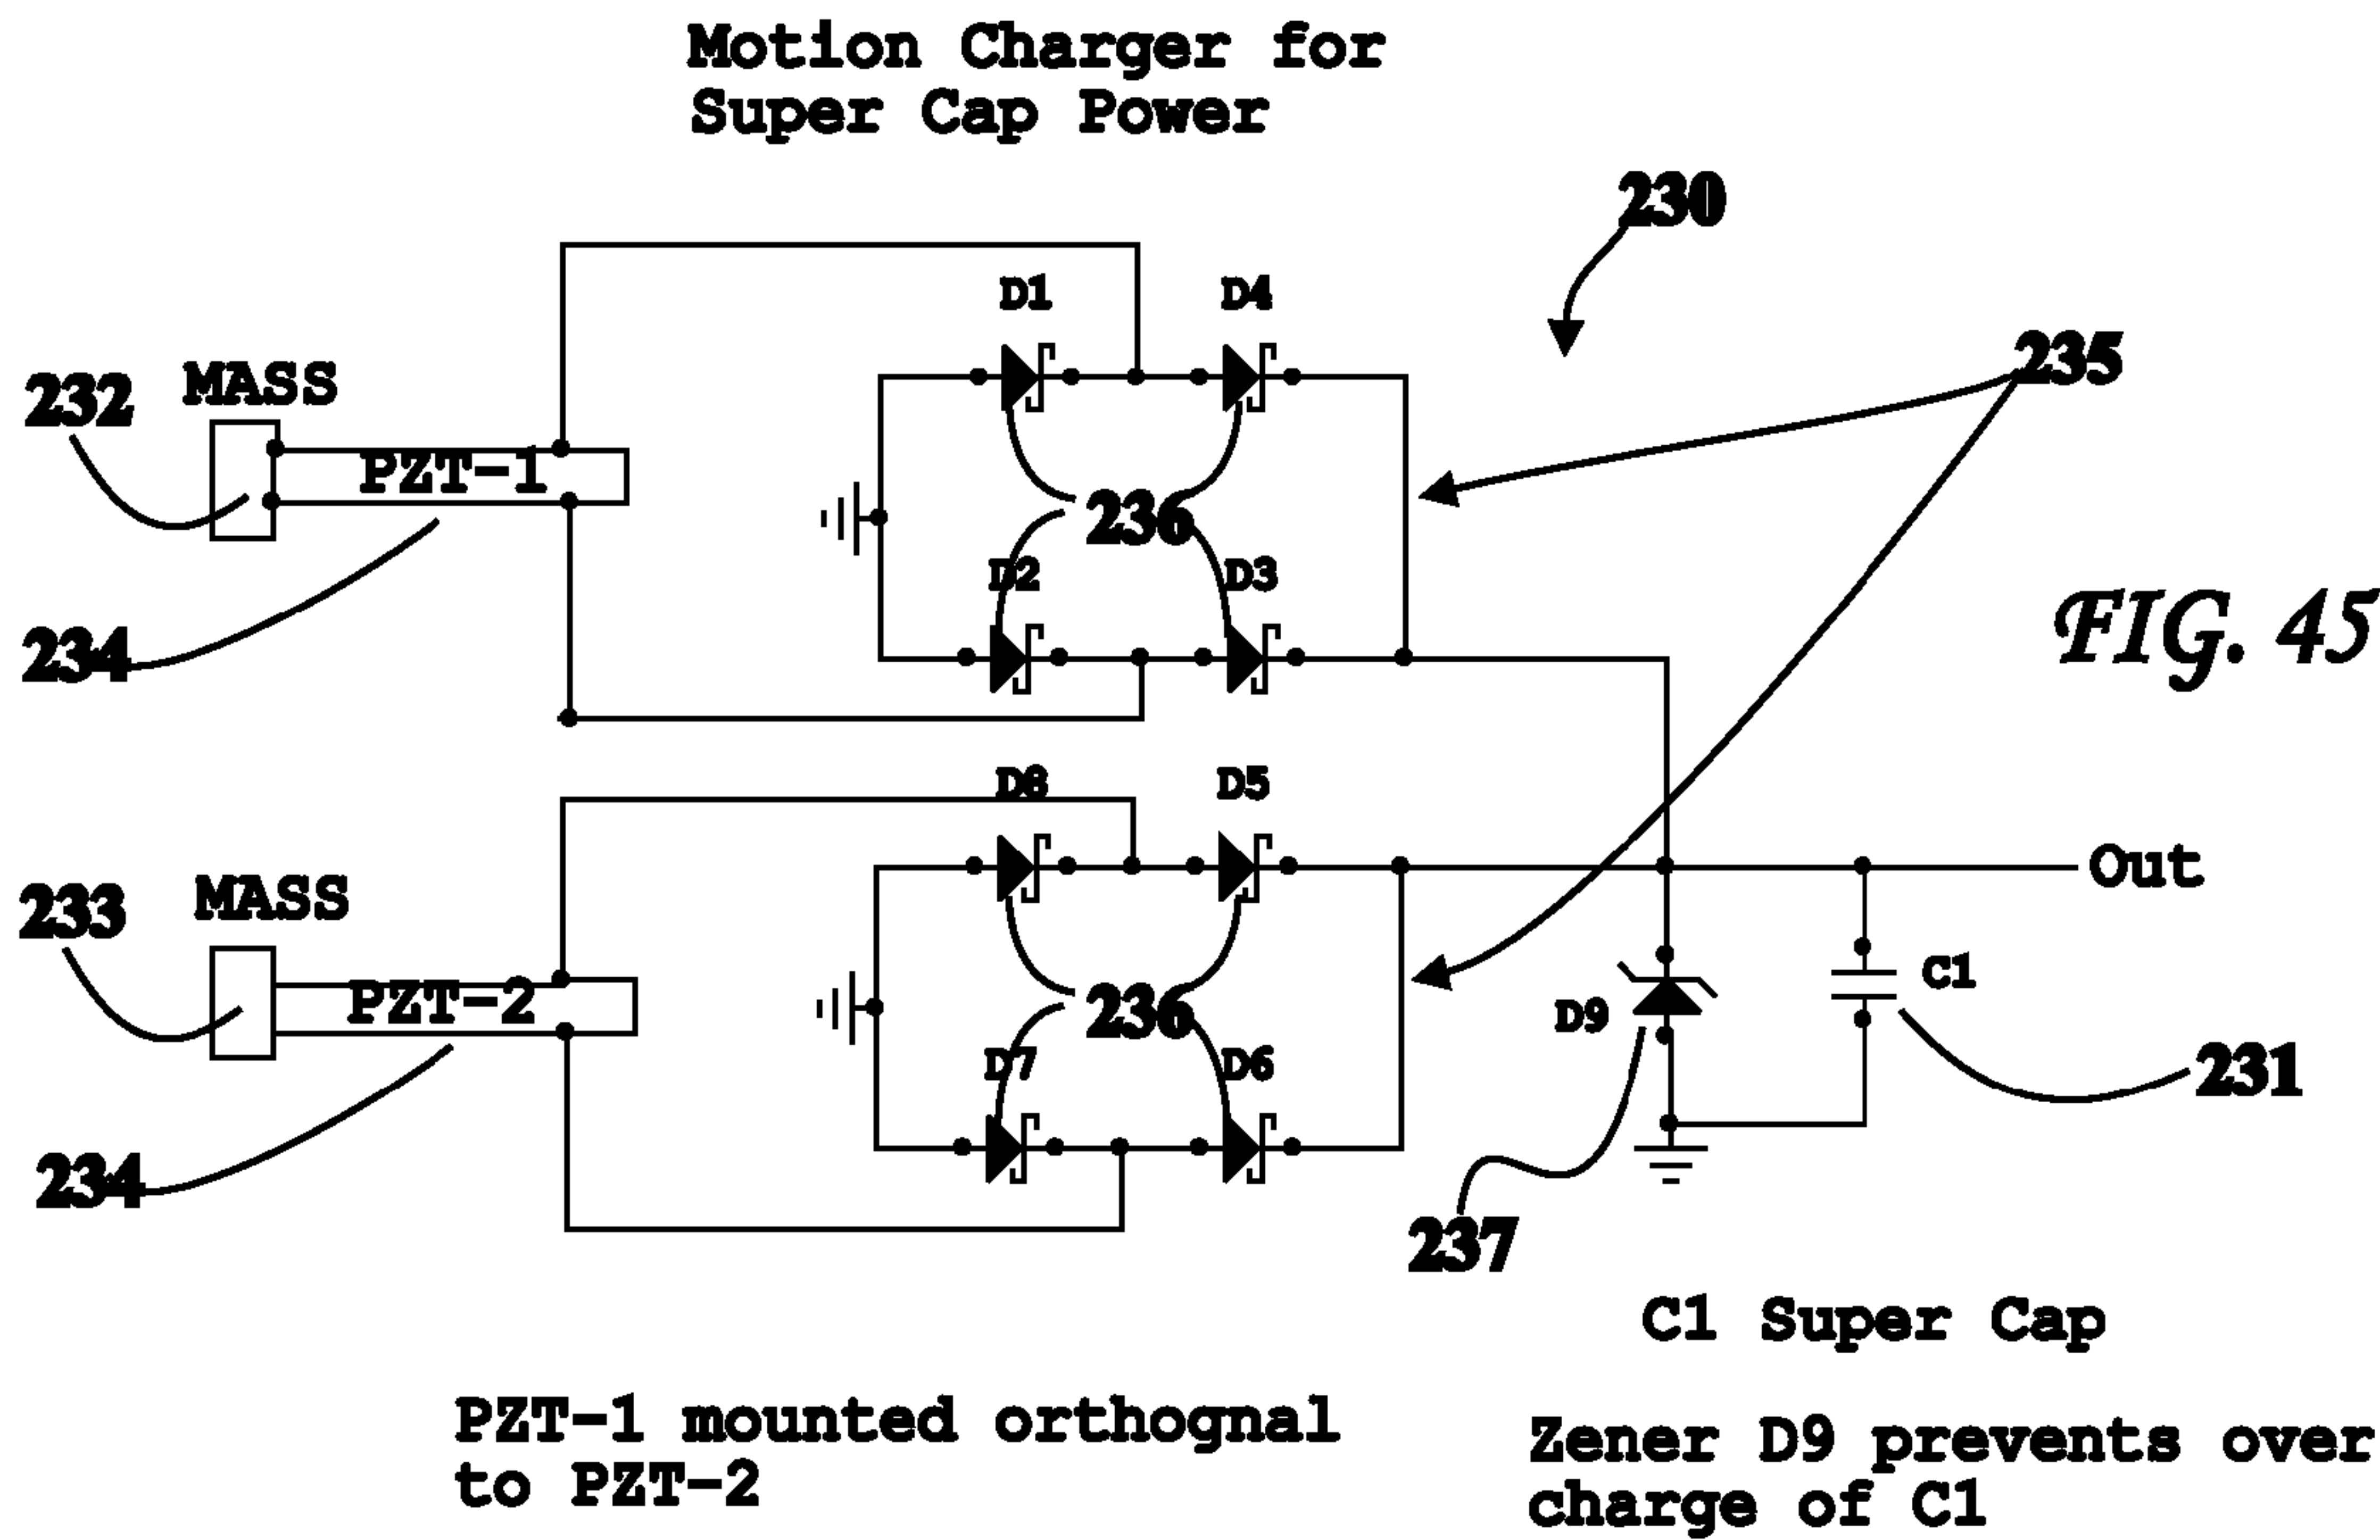 Motion Charger for
Super Cap Power
230
D1
D4
235
232
MASS
PZT-1
236
D2
D3
234
FIG. 45
D8
D5
Out
233
MASS
PZT-2
C1
236
D9
D7
D6
231
234
237
C1 Super Cap
PZT-1 mounted orthognal
to PZT-2
Zener D9 prevents over
charge of C1